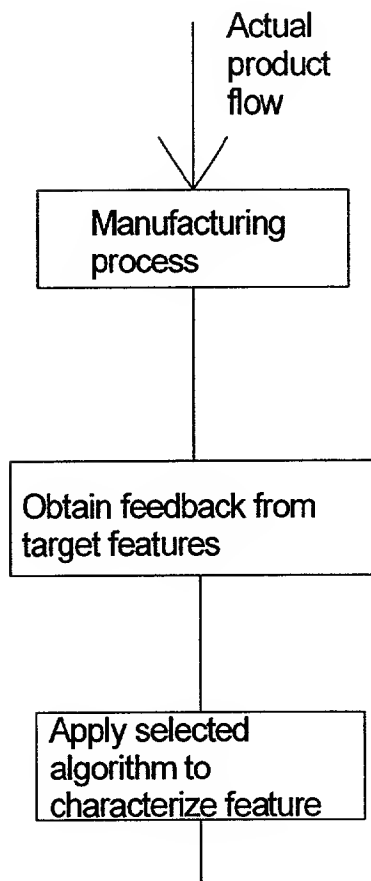 Actual
product
flow
Manufacturing
process
Obtain feedback from
target features
Apply selected
algorithm to
characterize feature